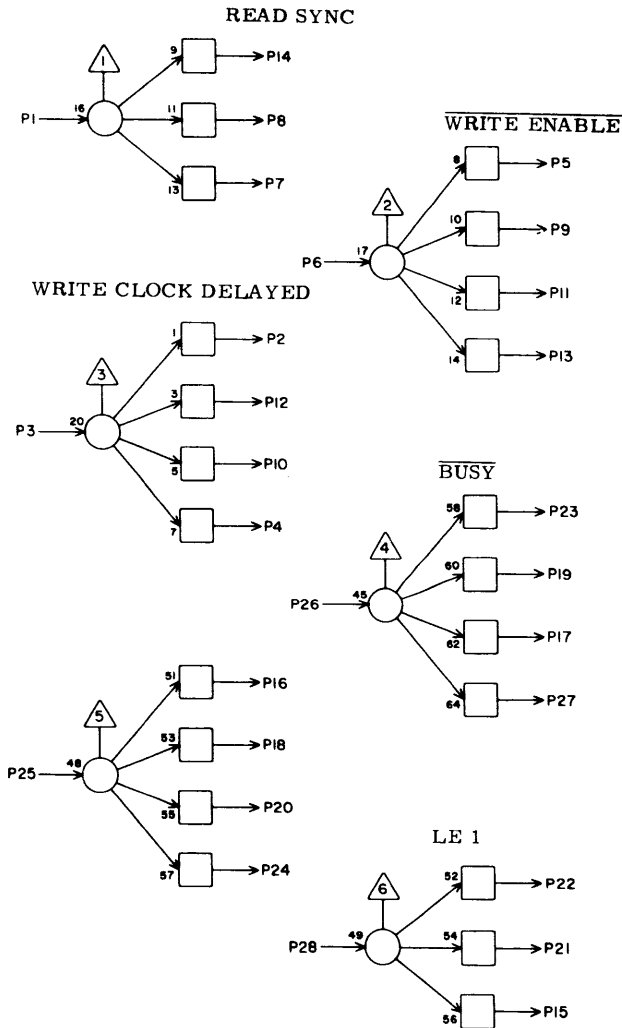 READ SYNC
1
9 P14
P1 16 11 P8
13 P7
WRITE ENABLE
8 P5
2
10 P9
P6 17
12 P11
14 P13
WRITE CLOCK DELAYED
1 P2
3
3 P12
P3 20
5 P10
7 P4
BUSY
58 P23
4
60 P19
P26 45
62 P17
64 P27
51 P16
5
53 P18
P25 48
55 P20
57 P24
LE 1
52 P22
6
P28 49 54 P21
56 P15